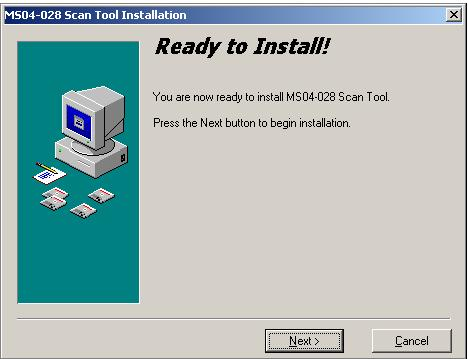 MS04-028 Scan Tool Installation
Ready to Install!
You are now ready to install MS04-028 Scan Tool.
Press the Next button to begin installation.
Next >
Cancel